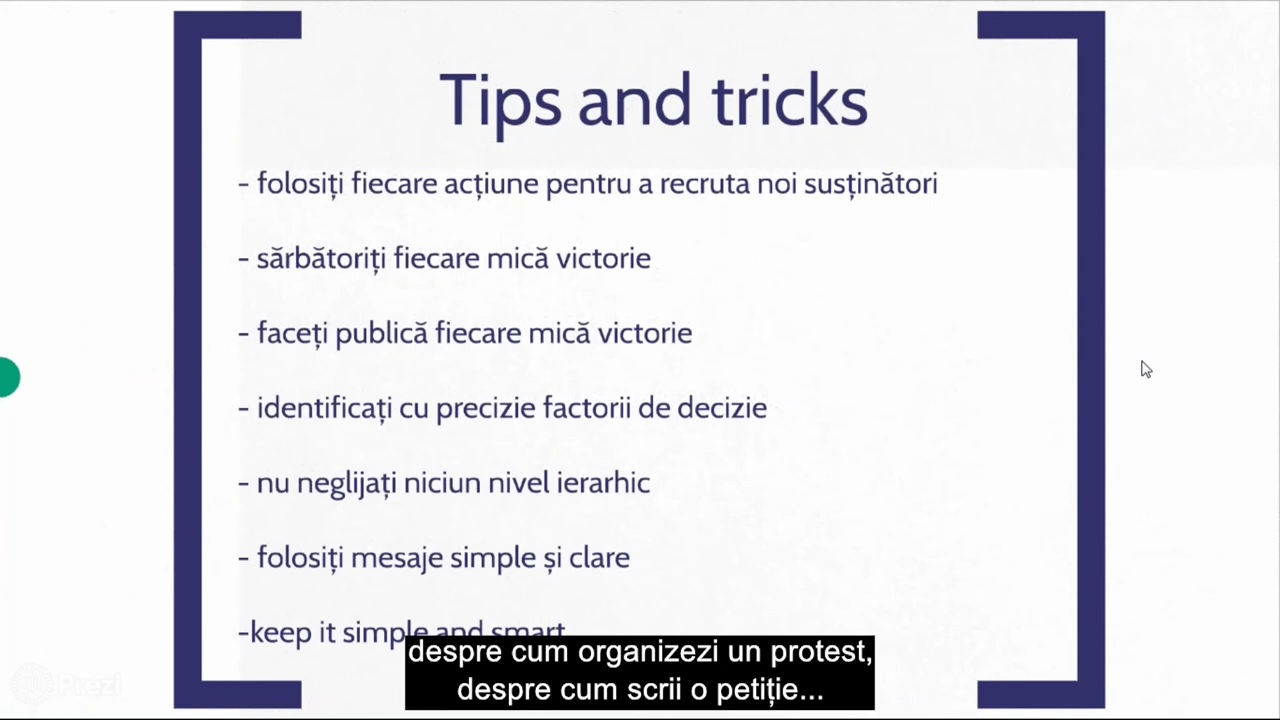 Tips and tricks
- folosiți fiecare acțiune pentru a recruta noi susținători
- sărbătoriți fiecare mică victorie
- faceți publică fiecare mică victorie
- identificați cu precizie factorii de decizie
- nu neglijați niciun nivel ierarhic
- folosiți mesaje simple și clare
-keep it simple and smart
despre cum organizezi un protest,
despre cum scrii o petiție...
Prezi